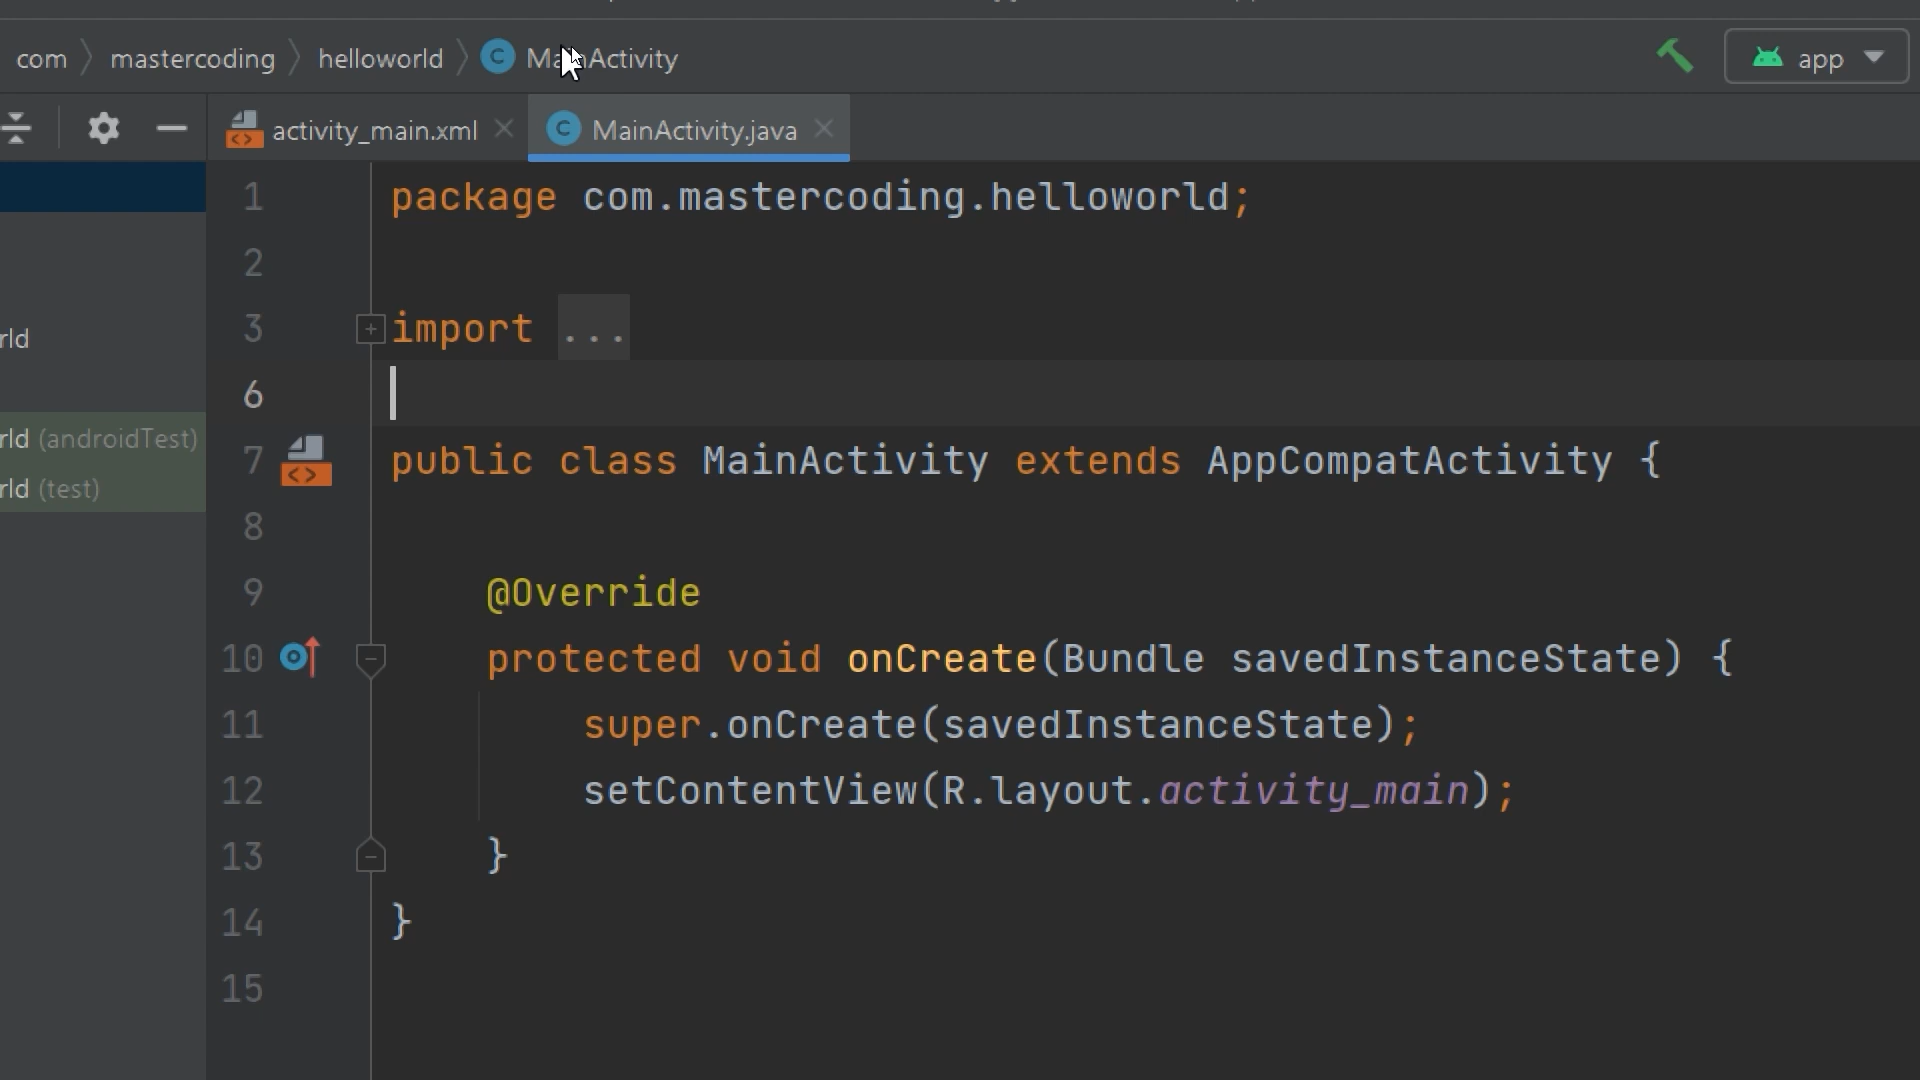 com mastercoding helloworld MainActivity app
activity_main.xml MainActivity.java
1 package com.mastercoding.helloworld;
2
3 import ...
rld
6
rld (androidTest)
7 public class MainActivity extends AppCompatActivity {
rld (test)
8
9 @Override
10 protected void onCreate(Bundle savedInstanceState) {
11 super.onCreate(savedInstanceState);
12 setContentView(R.layout.activity_main);
13 }
14 }
15